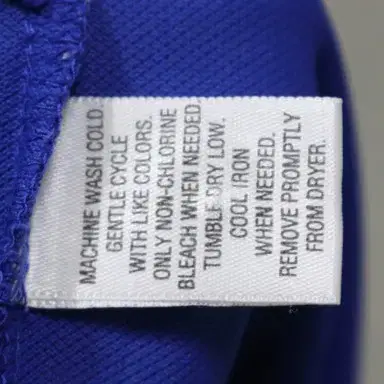 MACHINE WASH COLD
GENTLE CYCLE
WITH LIKE COLORS.
ONLY NON-CHLORINE
BLEACH WHEN NEEDED.
TUMBLE DRY LOW.
COOL IRON
WHEN NEEDED.
REMOVE PROMPTLY
FROM DRYER.